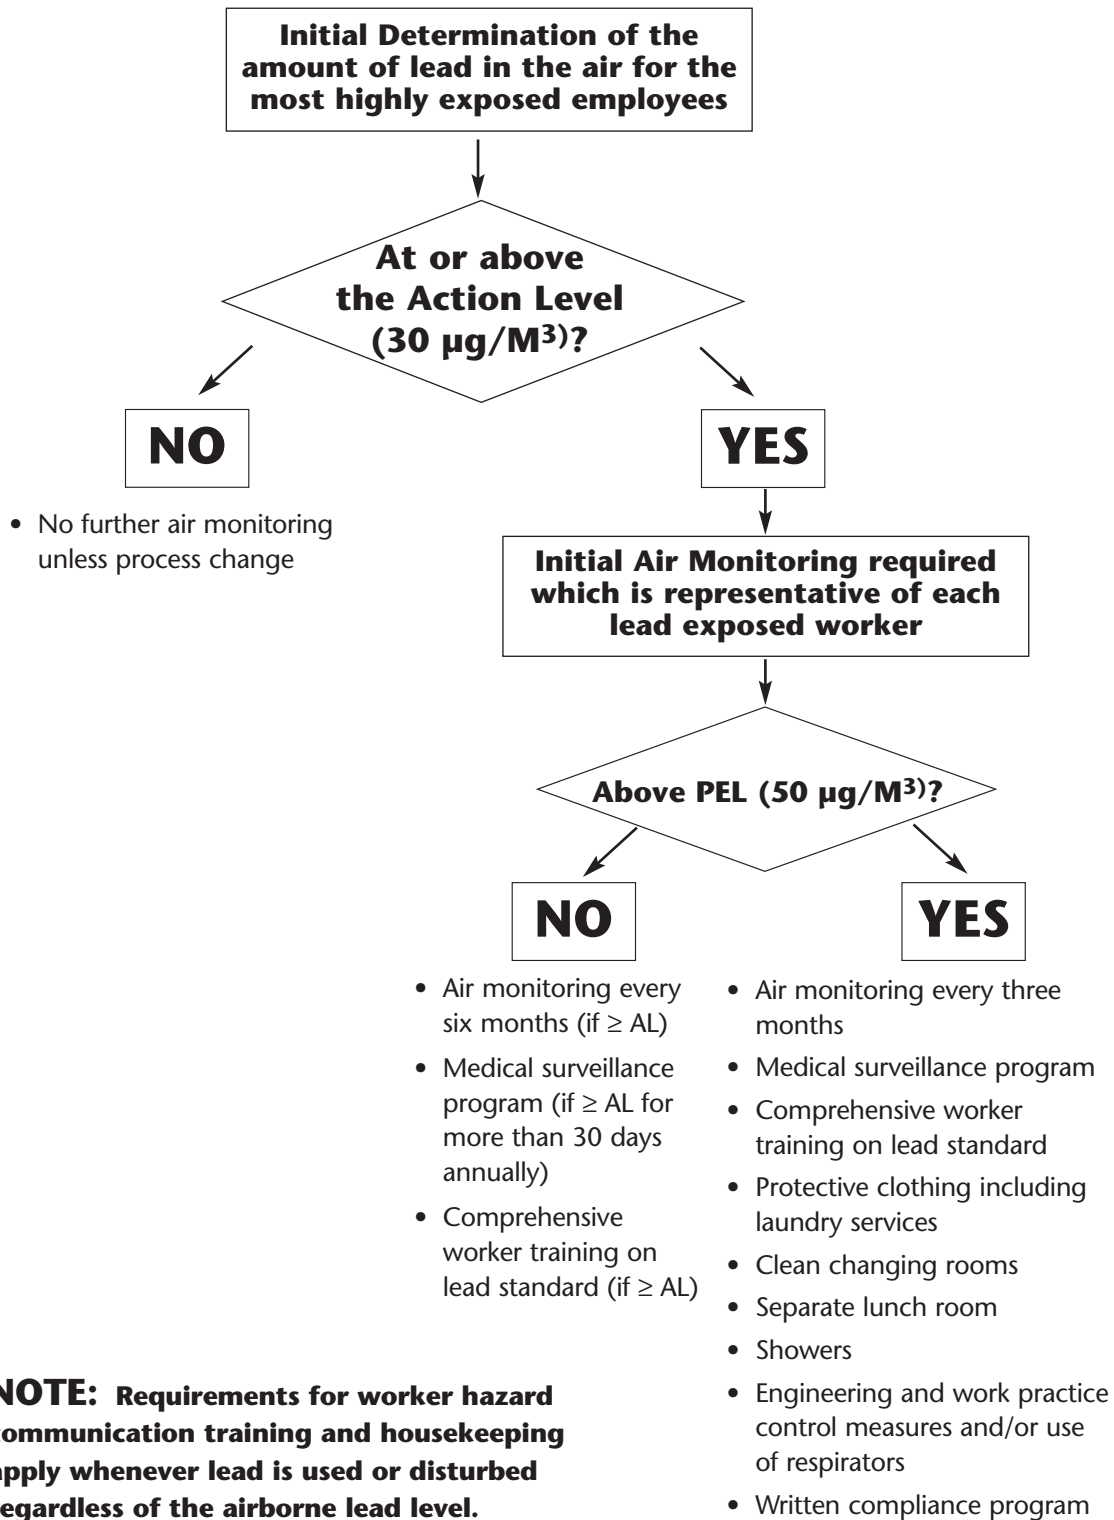 Initial Determination of the
amount of lead in the air for the
most highly exposed employees
At or above
the Action Level
(30 µg/M³)?
NO
YES
• No further air monitoring
unless process change
Initial Air Monitoring required
which is representative of each
lead exposed worker
Above PEL (50 µg/M³)?
NO
YES
• Air monitoring every
six months (if ≥ AL)
• Medical surveillance
program (if ≥ AL for
more than 30 days
annually)
• Comprehensive
worker training on
lead standard (if ≥ AL)
• Air monitoring every three
months
• Medical surveillance program
• Comprehensive worker
training on lead standard
• Protective clothing including
laundry services
• Clean changing rooms
• Separate lunch room
• Showers
• Engineering and work practice
control measures and/or use
of respirators
• Written compliance program
NOTE: Requirements for worker hazard
communication training and housekeeping
apply whenever lead is used or disturbed
regardless of the airborne lead level.